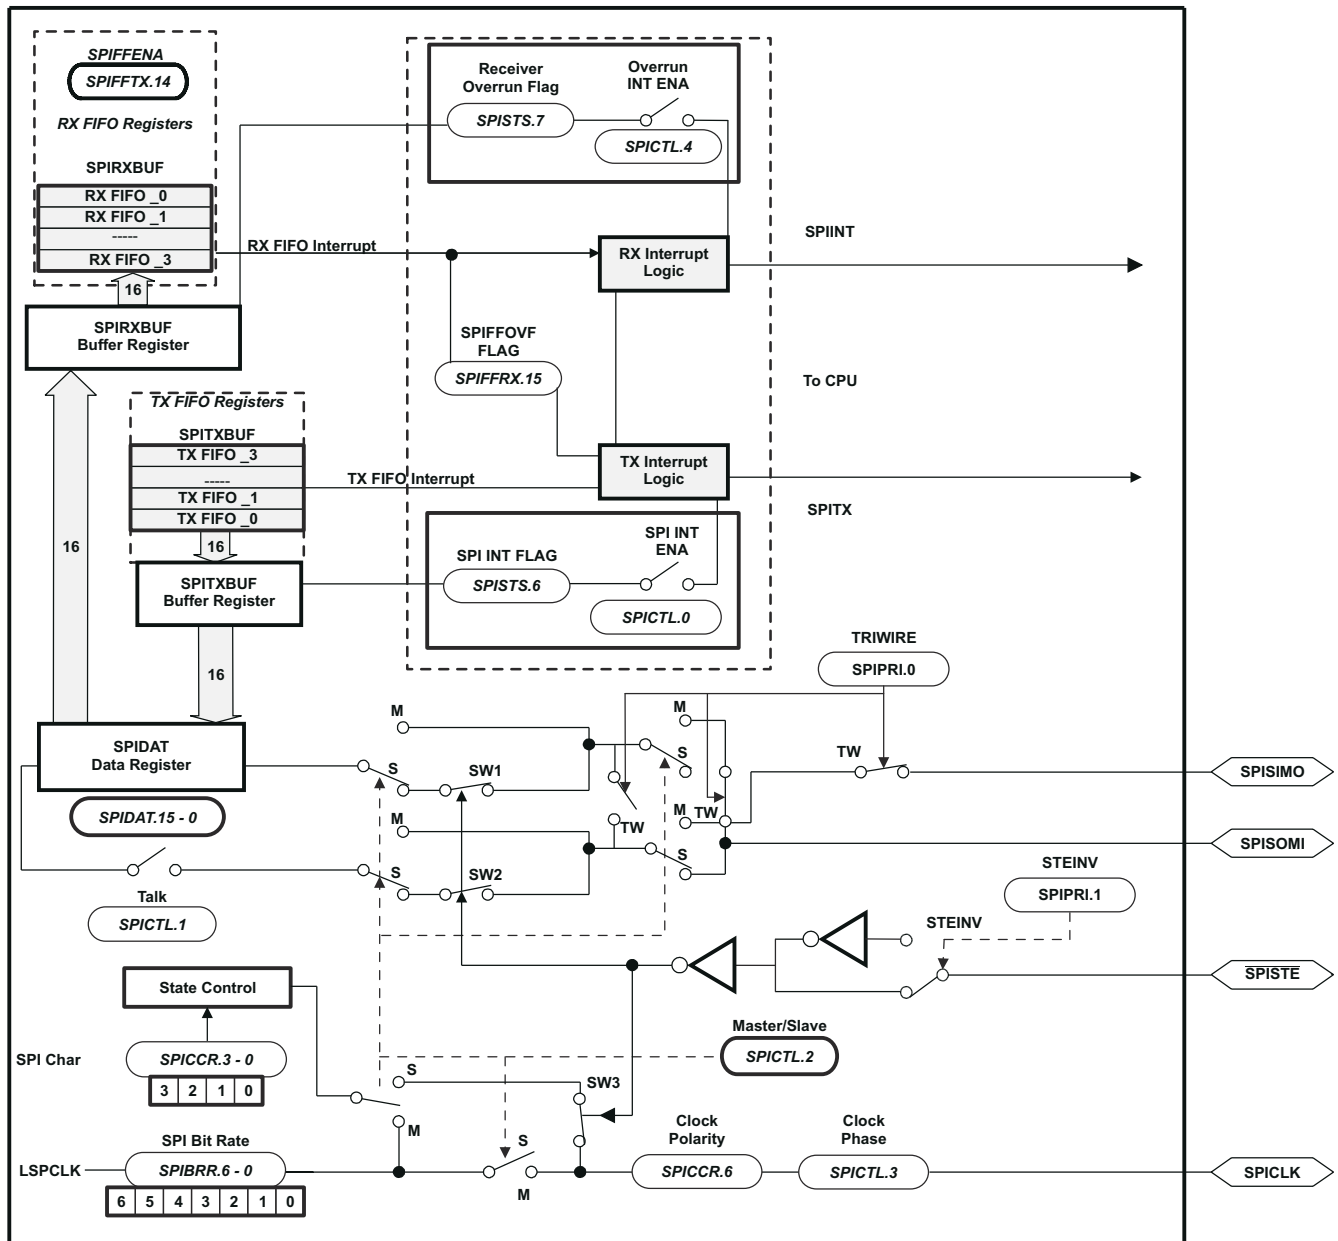 SPIFFENA
SPIFFTX.14
RX FIFO Registers
SPIRXBUF
RX FIFO _0
RX FIFO _1
-----
RX FIFO _3
16
SPIRXBUF
Buffer Register
RX FIFO Interrupt
Receiver
Overrun Flag
SPISTS.7
Overrun
INT ENA
SPICTL.4
RX Interrupt
Logic
SPIINT
SPIFFOVF
FLAG
SPIFFRX.15
To CPU
TX FIFO Registers
SPITXBUF
TX FIFO _3
-----
TX FIFO _1
TX FIFO _0
TX FIFO Interrupt
TX Interrupt
Logic
SPITX
16
16
SPITXBUF
Buffer Register
SPI INT FLAG
SPISTS.6
SPI INT
ENA
SPICTL.0
16
TRIWIRE
SPIPRI.0
SPIDAT
Data Register
SPIDAT.15 - 0
M
S
SW1
M
S
TW
TW
SPISIMO
M
S
SW2
TW
M
S
SPISOMI
Talk
SPICTL.1
STEINV
SPIPRI.1
STEINV
SPISTE
State Control
Master/Slave
SPICTL.2
SPI Char
SPICCR.3 - 0
3 2 1 0
S
M
SW3
SPI Bit Rate
LSPCLK
SPIBRR.6 - 0
6 5 4 3 2 1 0
S
M
Clock
Polarity
SPICCR.6
Clock
Phase
SPICTL.3
SPICLK